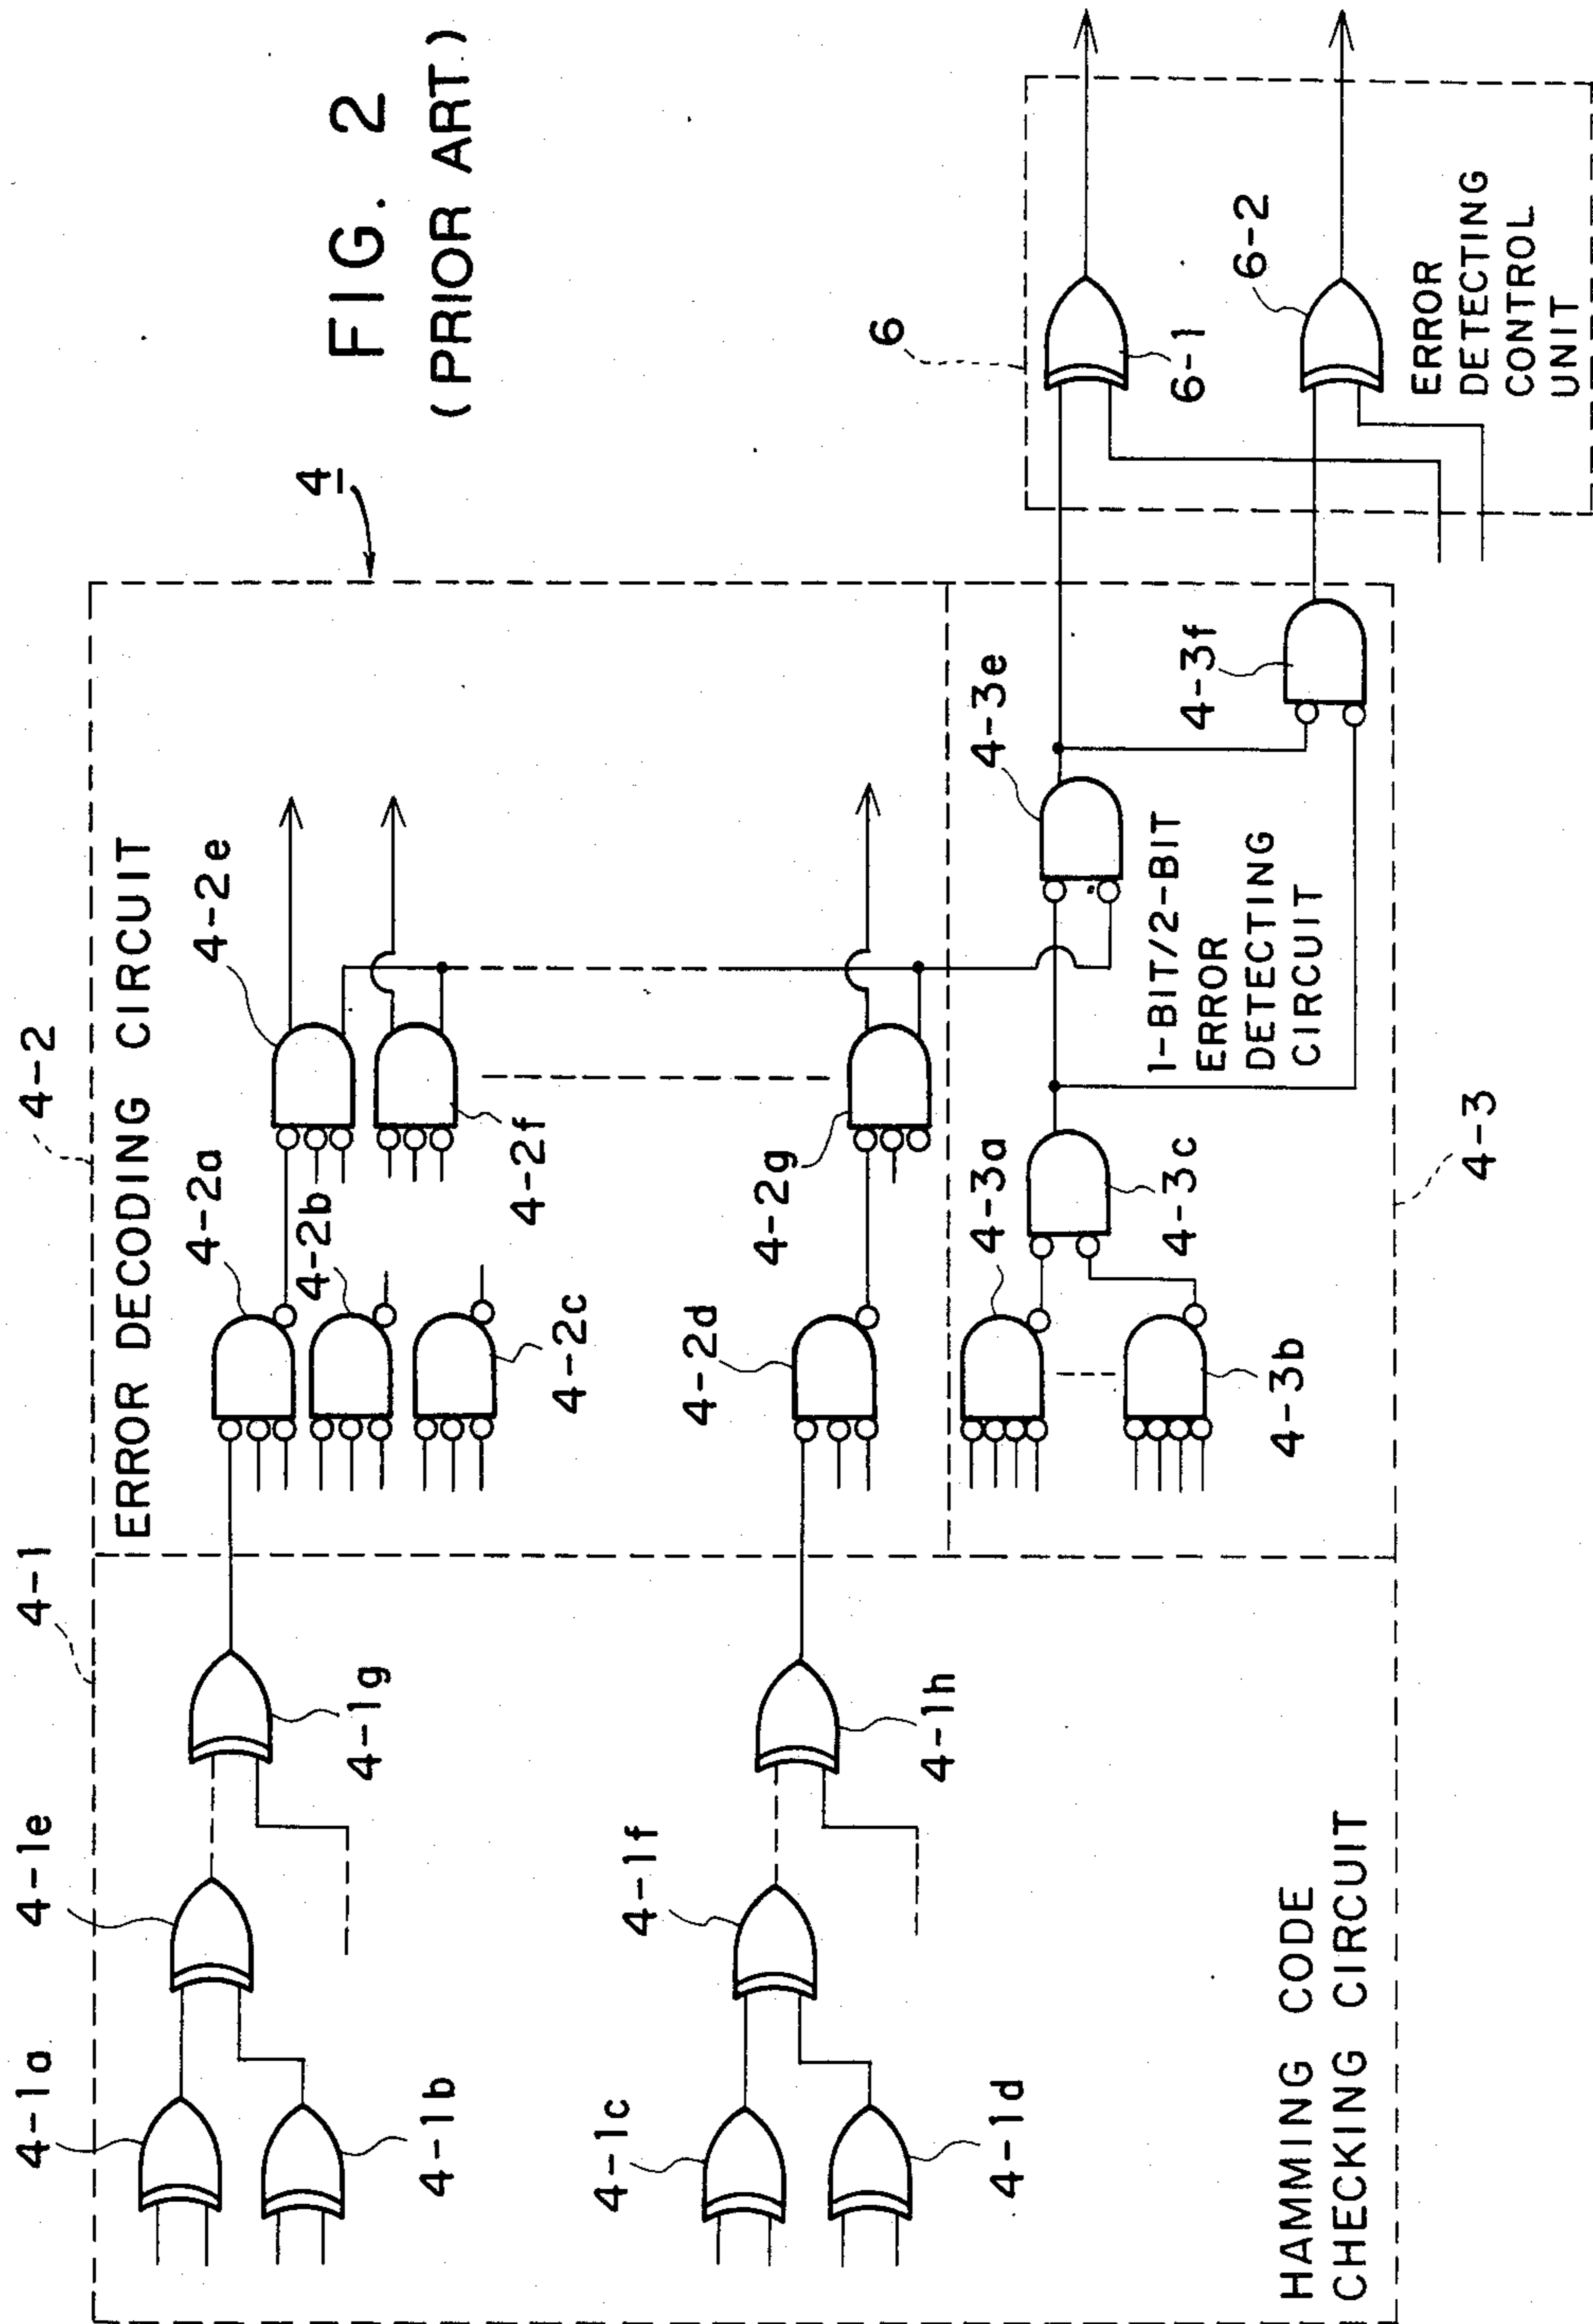 FIG. 2
(PRIOR ART)
4
4-1
4-2
ERROR DECODING CIRCUIT
4-1a
4-1b
4-1e
4-1g
4-1c
4-1d
4-1f
4-1h
HAMMING CODE
CHECKING CIRCUIT
4-2a
4-2b
4-2c
4-2d
4-2e
4-2f
4-2g
4-3a
4-3b
4-3c
4-3e
4-3f
1-BIT/2-BIT
ERROR
DETECTING
CIRCUIT
4-3
6
6-1
6-2
ERROR
DETECTING
CONTROL
UNIT